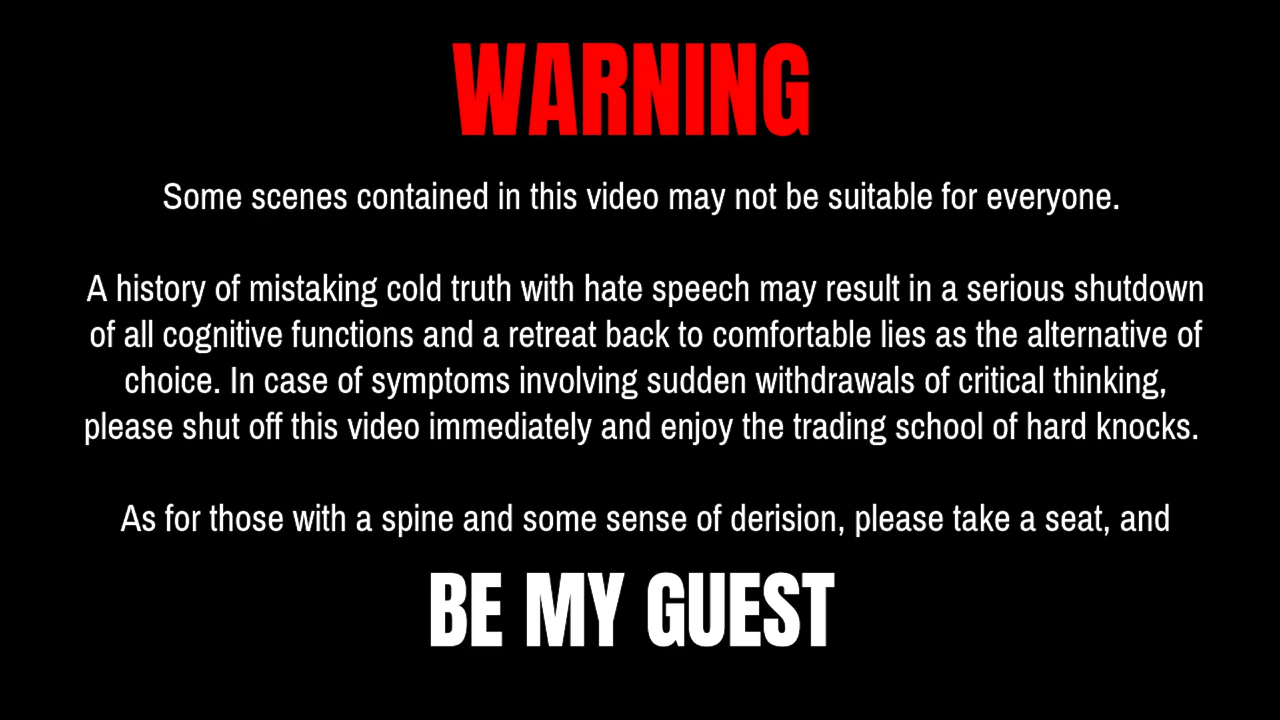 WARNING
Some scenes contained in this video may not be suitable for everyone.
A history of mistaking cold truth with hate speech may result in a serious shutdown
of all cognitive functions and a retreat back to comfortable lies as the alternative of
choice. In case of symptoms involving sudden withdrawals of critical thinking,
please shut off this video immediately and enjoy the trading school of hard knocks.
As for those with a spine and some sense of derision, please take a seat, and
BE MY GUEST